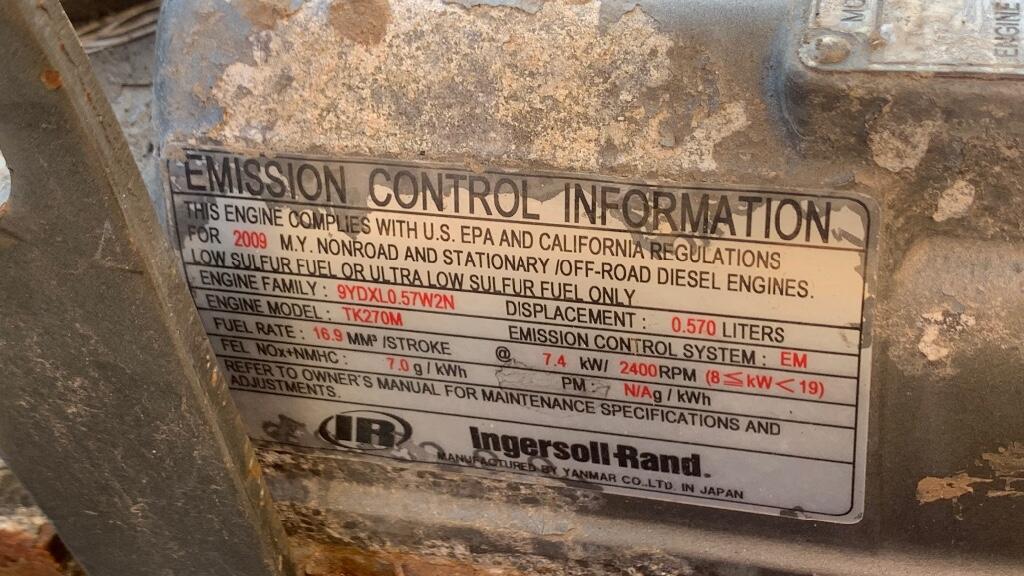 MO
ENGINE
EMISSION CONTROL INFORMATION
THIS ENGINE COMPLIES WITH U.S. EPA AND CALIFORNIA REGULATIONS
FOR 2009 M.Y. NONROAD AND STATIONARY /OFF-ROAD DIESEL ENGINES.
LOW SULFUR FUEL OR ULTRA LOW SULFUR FUEL ONLY
ENGINE FAMILY : 9YDXL0.57W2N DISPLACEMENT : 0.570 LITERS
ENGINE MODEL : TK270M EMISSION CONTROL SYSTEM : EM
FUEL RATE : 16.9 MM³ /STROKE @ 7.4 kW/ 2400RPM (8≦kW<19)
FEL NOx+NMHC : 7.0 g / kWh PM : N/A g / kWh
REFER TO OWNER'S MANUAL FOR MAINTENANCE SPECIFICATIONS AND
ADJUSTMENTS.
IR Ingersoll-Rand.
MANUFACTURED BY YANMAR CO.,LTD. IN JAPAN